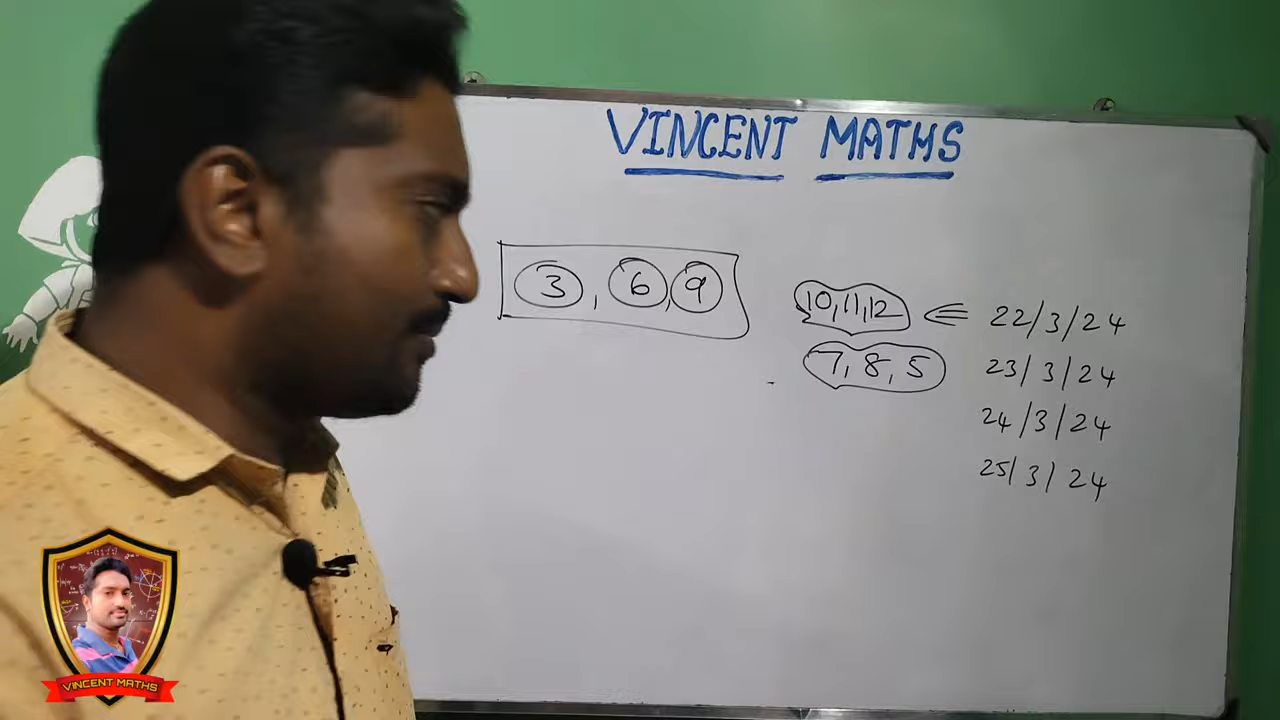 VINCENT MATHS
3, 6, 9
10, 11, 12 ⇐ 22/3/24
7, 8, 5 23/3/24
24/3/24
25/3/24
VINCENT MATHS